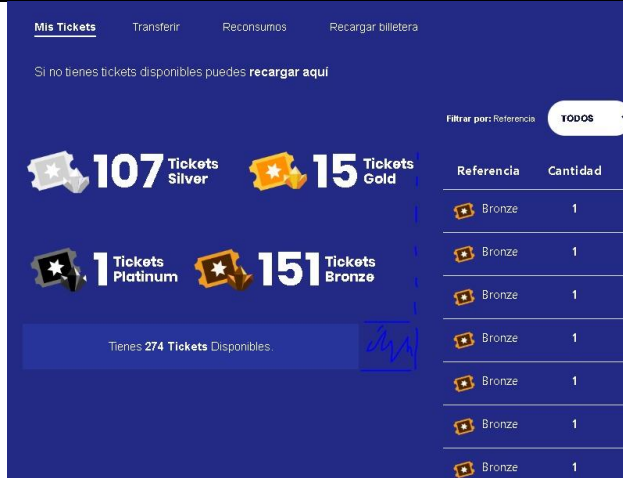 Mis Tickets Transferir Reconsumos Recargar billetera
Si no tienes tickets disponibles puedes recargar aquí
Filtrar por: Referencia TODOS
107 Tickets Silver
15 Tickets Gold
1 Tickets Platinum
151 Tickets Bronze
Tienes 274 Tickets Disponibles.
Referencia Cantidad
Bronze 1
Bronze 1
Bronze 1
Bronze 1
Bronze 1
Bronze 1
Bronze 1